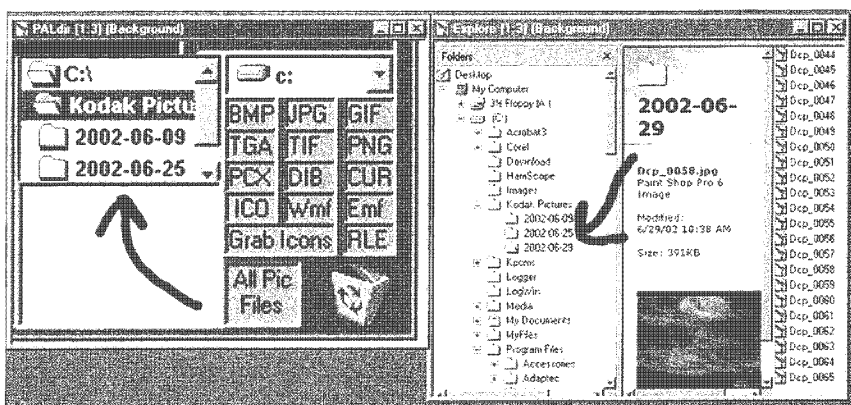 PALdir (1-3) (Background)
C:\
Kodak Pictu
2002-06-09
2002-06-25
c:
BMP JPG GIF
TGA TIF PNG
PCX DIB CUR
ICO Wmf Emf
Grab Icons RLE
All Pic
Files
Explore (1-3) (Background)
Folders
Desktop
My Computer
3½ Floppy (A:)
(C:)
Acrobat3
Corel
Download
HamScope
Images
Kodak Pictures
2002-06-09
2002-06-25
2002-06-29
Kpcms
Logger
Logwin
Media
My Documents
MyFiles
Program Files
Accessories
Adaptec
2002-06-
29
Dcp_0058.jpg
Paint Shop Pro 6
Image
Modified:
6/29/02 10:38 AM
Size: 391KB
Dcp_0044
Dcp_0045
Dcp_0046
Dcp_0047
Dcp_0048
Dcp_0049
Dcp_0050
Dcp_0051
Dcp_0052
Dcp_0053
Dcp_0054
Dcp_0055
Dcp_0056
Dcp_0057
Dcp_0058
Dcp_0059
Dcp_0060
Dcp_0061
Dcp_0062
Dcp_0063
Dcp_0064
Dcp_0065